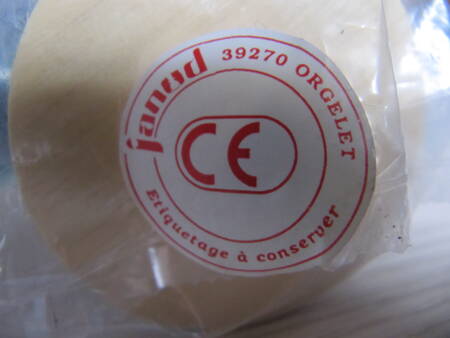 janod
39270 ORGELET
CE
Etiquetage à conserver